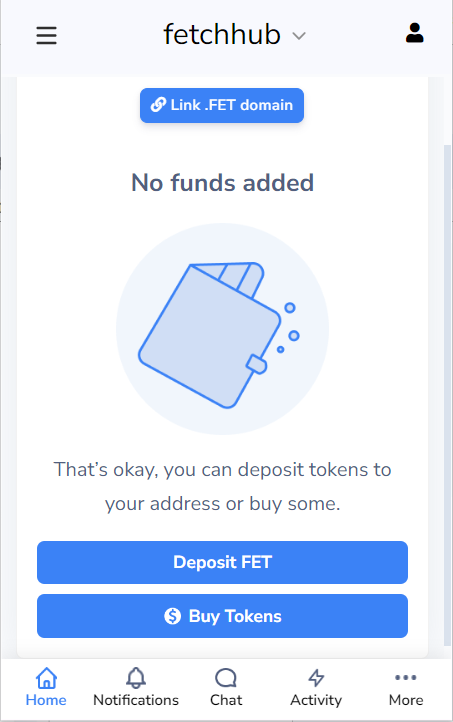 fetchhub
Link .FET domain
No funds added
That's okay, you can deposit tokens to
your address or buy some.
Deposit FET
Buy Tokens
Home Notifications Chat Activity More